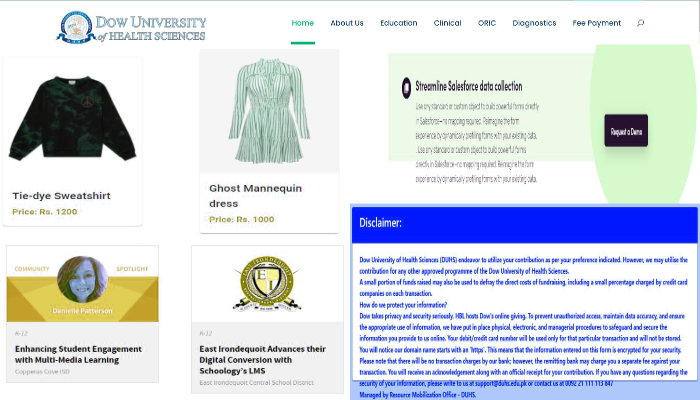 DOW UNIVERSITY
of HEALTH SCIENCES
Home About Us Education Clinical ORIC Diagnostics Fee Payment
Tie-dye Sweatshirt
Price: Rs. 1200
Ghost Mannequin
dress
Price: Rs. 1000
Streamline Salesforce data collection
Use any standard or custom object to build powerful forms directly
in Salesforce—no mapping required. Reimagine the form
experience by dynamically prefilling forms with your existing data.
. Use any standard or custom object to build powerful forms
directly in Salesforce—no mapping required. Reimagine the form
experience by dynamically prefilling forms with your existing data.
Request a Demo
COMMUNITY SPOTLIGHT
Danielle Patterson
K-12
Enhancing Student Engagement
with Multi-Media Learning
Copperas Cove ISD
EAST IRONDEQUOIT
E I
K-12
East Irondequoit Advances their
Digital Conversion with
Schoology's LMS
East Irondequoit Central School District
Disclaimer:
Dow University of Health Sciences (DUHS) endeavor to utilize your contribution as per your preference indicated. However, we may utilise the
contribution for any other approved programme of the Dow University of Health Sciences.
A small portion of funds raised may also be used to defray the direct costs of fundraising, including a small percentage charged by credit card
companies on each transaction.
How do we protect your information?
Dow takes privacy and security seriously. HBL hosts Dow's online giving. To prevent unauthorized access, maintain data accuracy, and ensure
the appropriate use of information, we have put in place physical, electronic, and managerial procedures to safeguard and secure the
information you provide to us online. Your debit/credit card number will be used only for that particular transaction and will not be stored.
You will notice our domain name starts with an 'https'. This means that the information entered on this form is encrypted for your security.
Please note that there will be no transaction charges by our bank; however, the remitting bank may charge you a separate fee against your
transaction. You will receive an acknowledgement along with an official receipt for your contribution. If you have any questions regarding the
security of your information, please write to us at support@duhs.edu.pk or contact us at 0092 21 111 113 847
Managed by Resource Mobilization Office - DUHS.